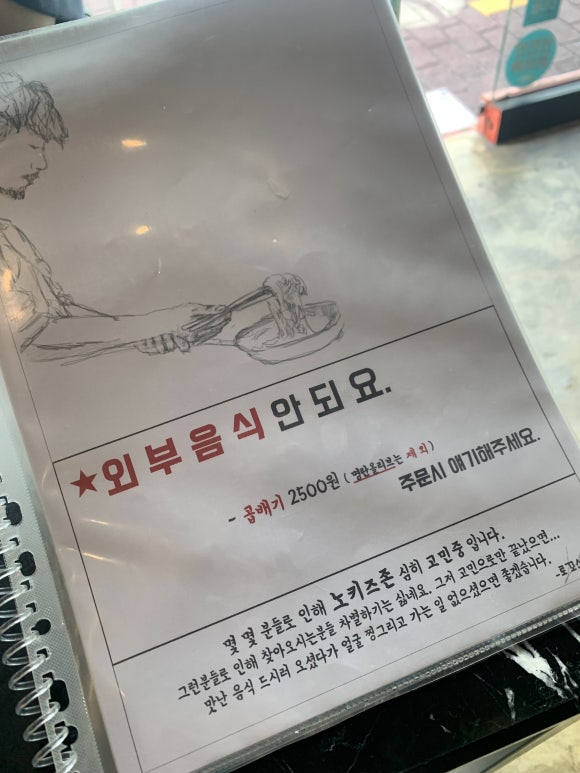 ★외부음식 안되요.
- 곱배기 2500원 (명란올리브는 제외)
주문시 얘기해주세요.
몇 몇 분들로 인해 노키즈존 심히 고민중 입니다.
그런분들로 인해 찾아오시는분들 차별하기는 싫네요. 그저 고민으로만 끝났으면...
맛난 음식 드시러 오셨다가 얼굴 찡그리고 가는 일 없으셨으면 좋겠습니다.